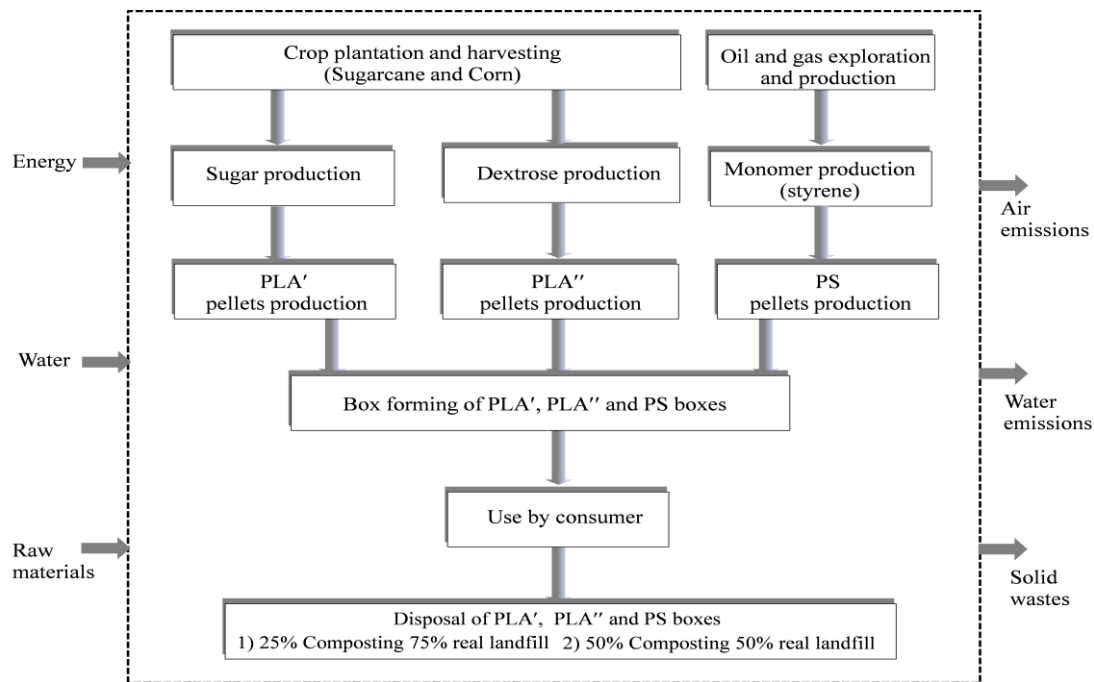 Crop plantation and harvesting
(Sugarcane and Corn)
Oil and gas exploration
and production
Energy
Sugar production
Dextrose production
Monomer production
(styrene)
Air
emissions
PLA′
pellets production
PLA′′
pellets production
PS
pellets production
Water
Box forming of PLA′, PLA′′ and PS boxes
Water
emissions
Use by consumer
Raw
materials
Solid
wastes
Disposal of PLA′, PLA′′ and PS boxes
1) 25% Composting 75% real landfill 2) 50% Composting 50% real landfill